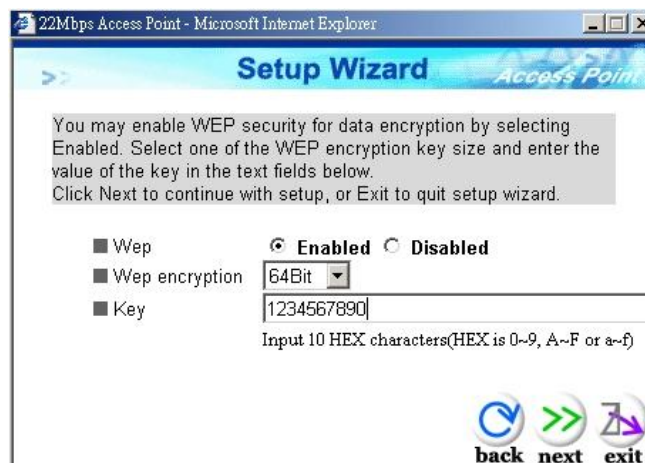 22Mbps Access Point - Microsoft Internet Explorer
Setup Wizard
Access Point
You may enable WEP security for data encryption by selecting
Enabled. Select one of the WEP encryption key size and enter the
value of the key in the text fields below.
Click Next to continue with setup, or Exit to quit setup wizard.
Wep Enabled Disabled
Wep encryption 64Bit
Key 1234567890
Input 10 HEX characters(HEX is 0~9, A~F or a~f)
back next exit